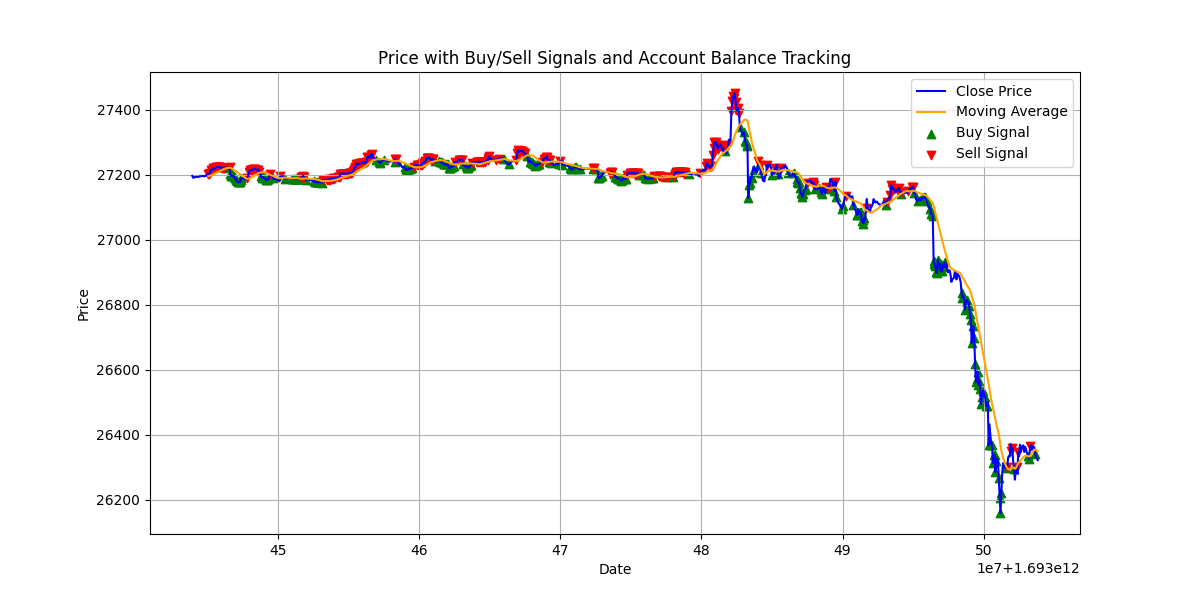 Price with Buy/Sell Signals and Account Balance Tracking
Close Price
Moving Average
Buy Signal
Sell Signal
27400
27200
27000
26800
26600
26400
26200
Price
45 46 47 48 49 50
Date
1e7+1.693e12